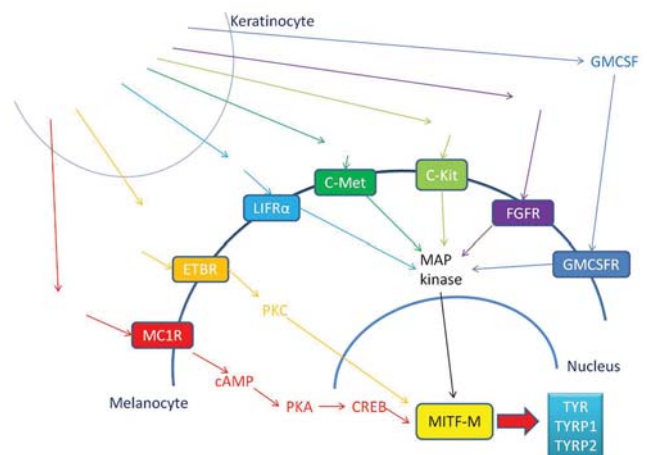 Keratinocyte
GMCSF
C-Met
C-Kit
LIFRα
FGFR
ETBR
MAP
kinase
GMCSFR
PKC
MC1R
Nucleus
cAMP
Melanocyte
PKA
CREB
MITF-M
TYR
TYRP1
TYRP2